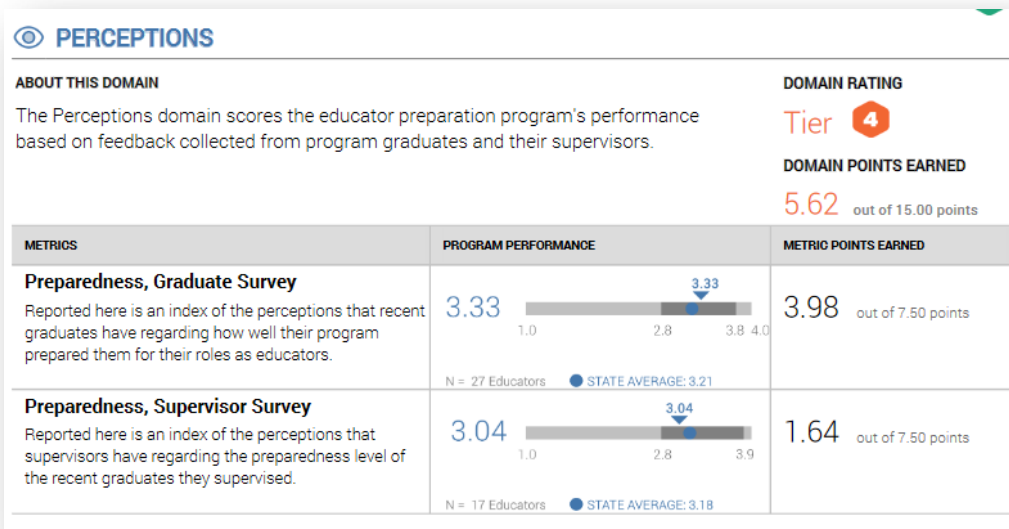 PERCEPTIONS
ABOUT THIS DOMAIN
The Perceptions domain scores the educator preparation program's performance
based on feedback collected from program graduates and their supervisors.
DOMAIN RATING
Tier 4
DOMAIN POINTS EARNED
5.62 out of 15.00 points
METRICS PROGRAM PERFORMANCE METRIC POINTS EARNED
Preparedness, Graduate Survey
Reported here is an index of the perceptions that recent
graduates have regarding how well their program
prepared them for their roles as educators.
3.33
3.33
1.0 2.8 3.8 4.0
N = 27 Educators STATE AVERAGE: 3.21
3.98 out of 7.50 points
Preparedness, Supervisor Survey
Reported here is an index of the perceptions that
supervisors have regarding the preparedness level of
the recent graduates they supervised.
3.04
3.04
1.0 2.8 3.9
N = 17 Educators STATE AVERAGE: 3.18
1.64 out of 7.50 points